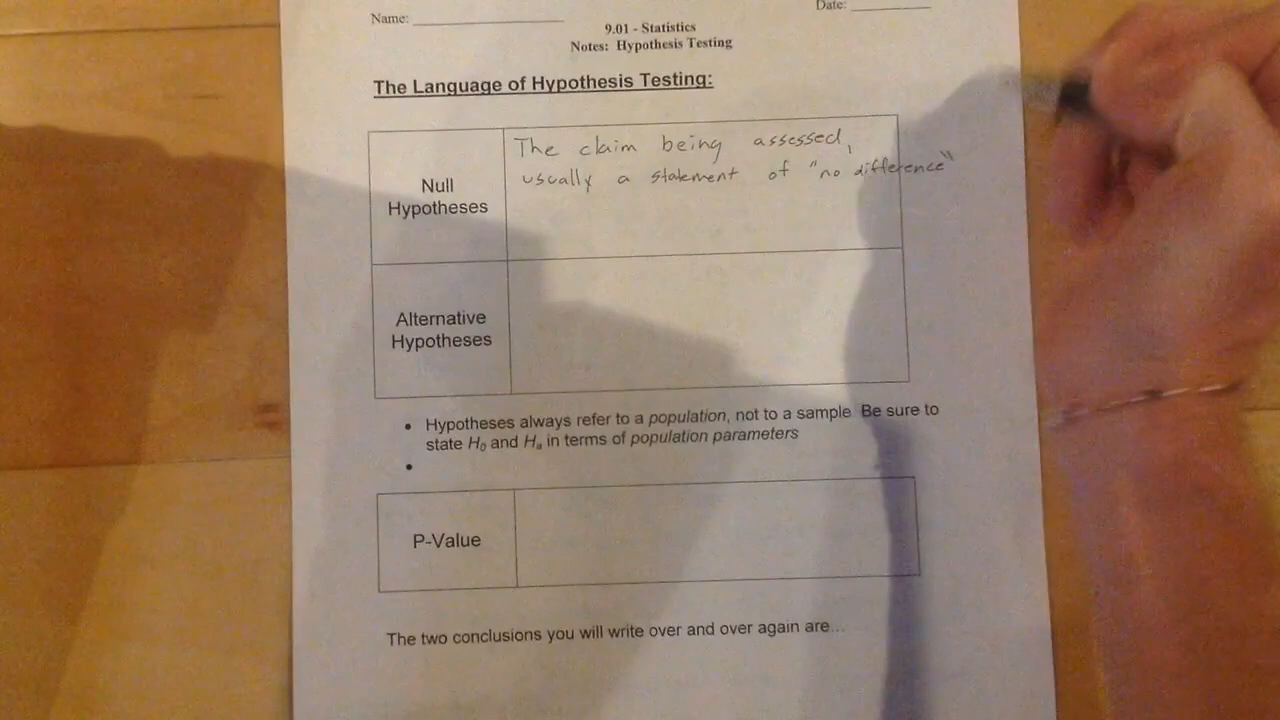 Name: ______________ Date: __________
9.01 - Statistics
Notes: Hypothesis Testing
The Language of Hypothesis Testing:
Null
Hypotheses
The claim being assessed,
usually a statement of "no difference"
Alternative
Hypotheses
• Hypotheses always refer to a population, not to a sample Be sure to
state H₀ and Hₐ in terms of population parameters
•
P-Value
The two conclusions you will write over and over again are…